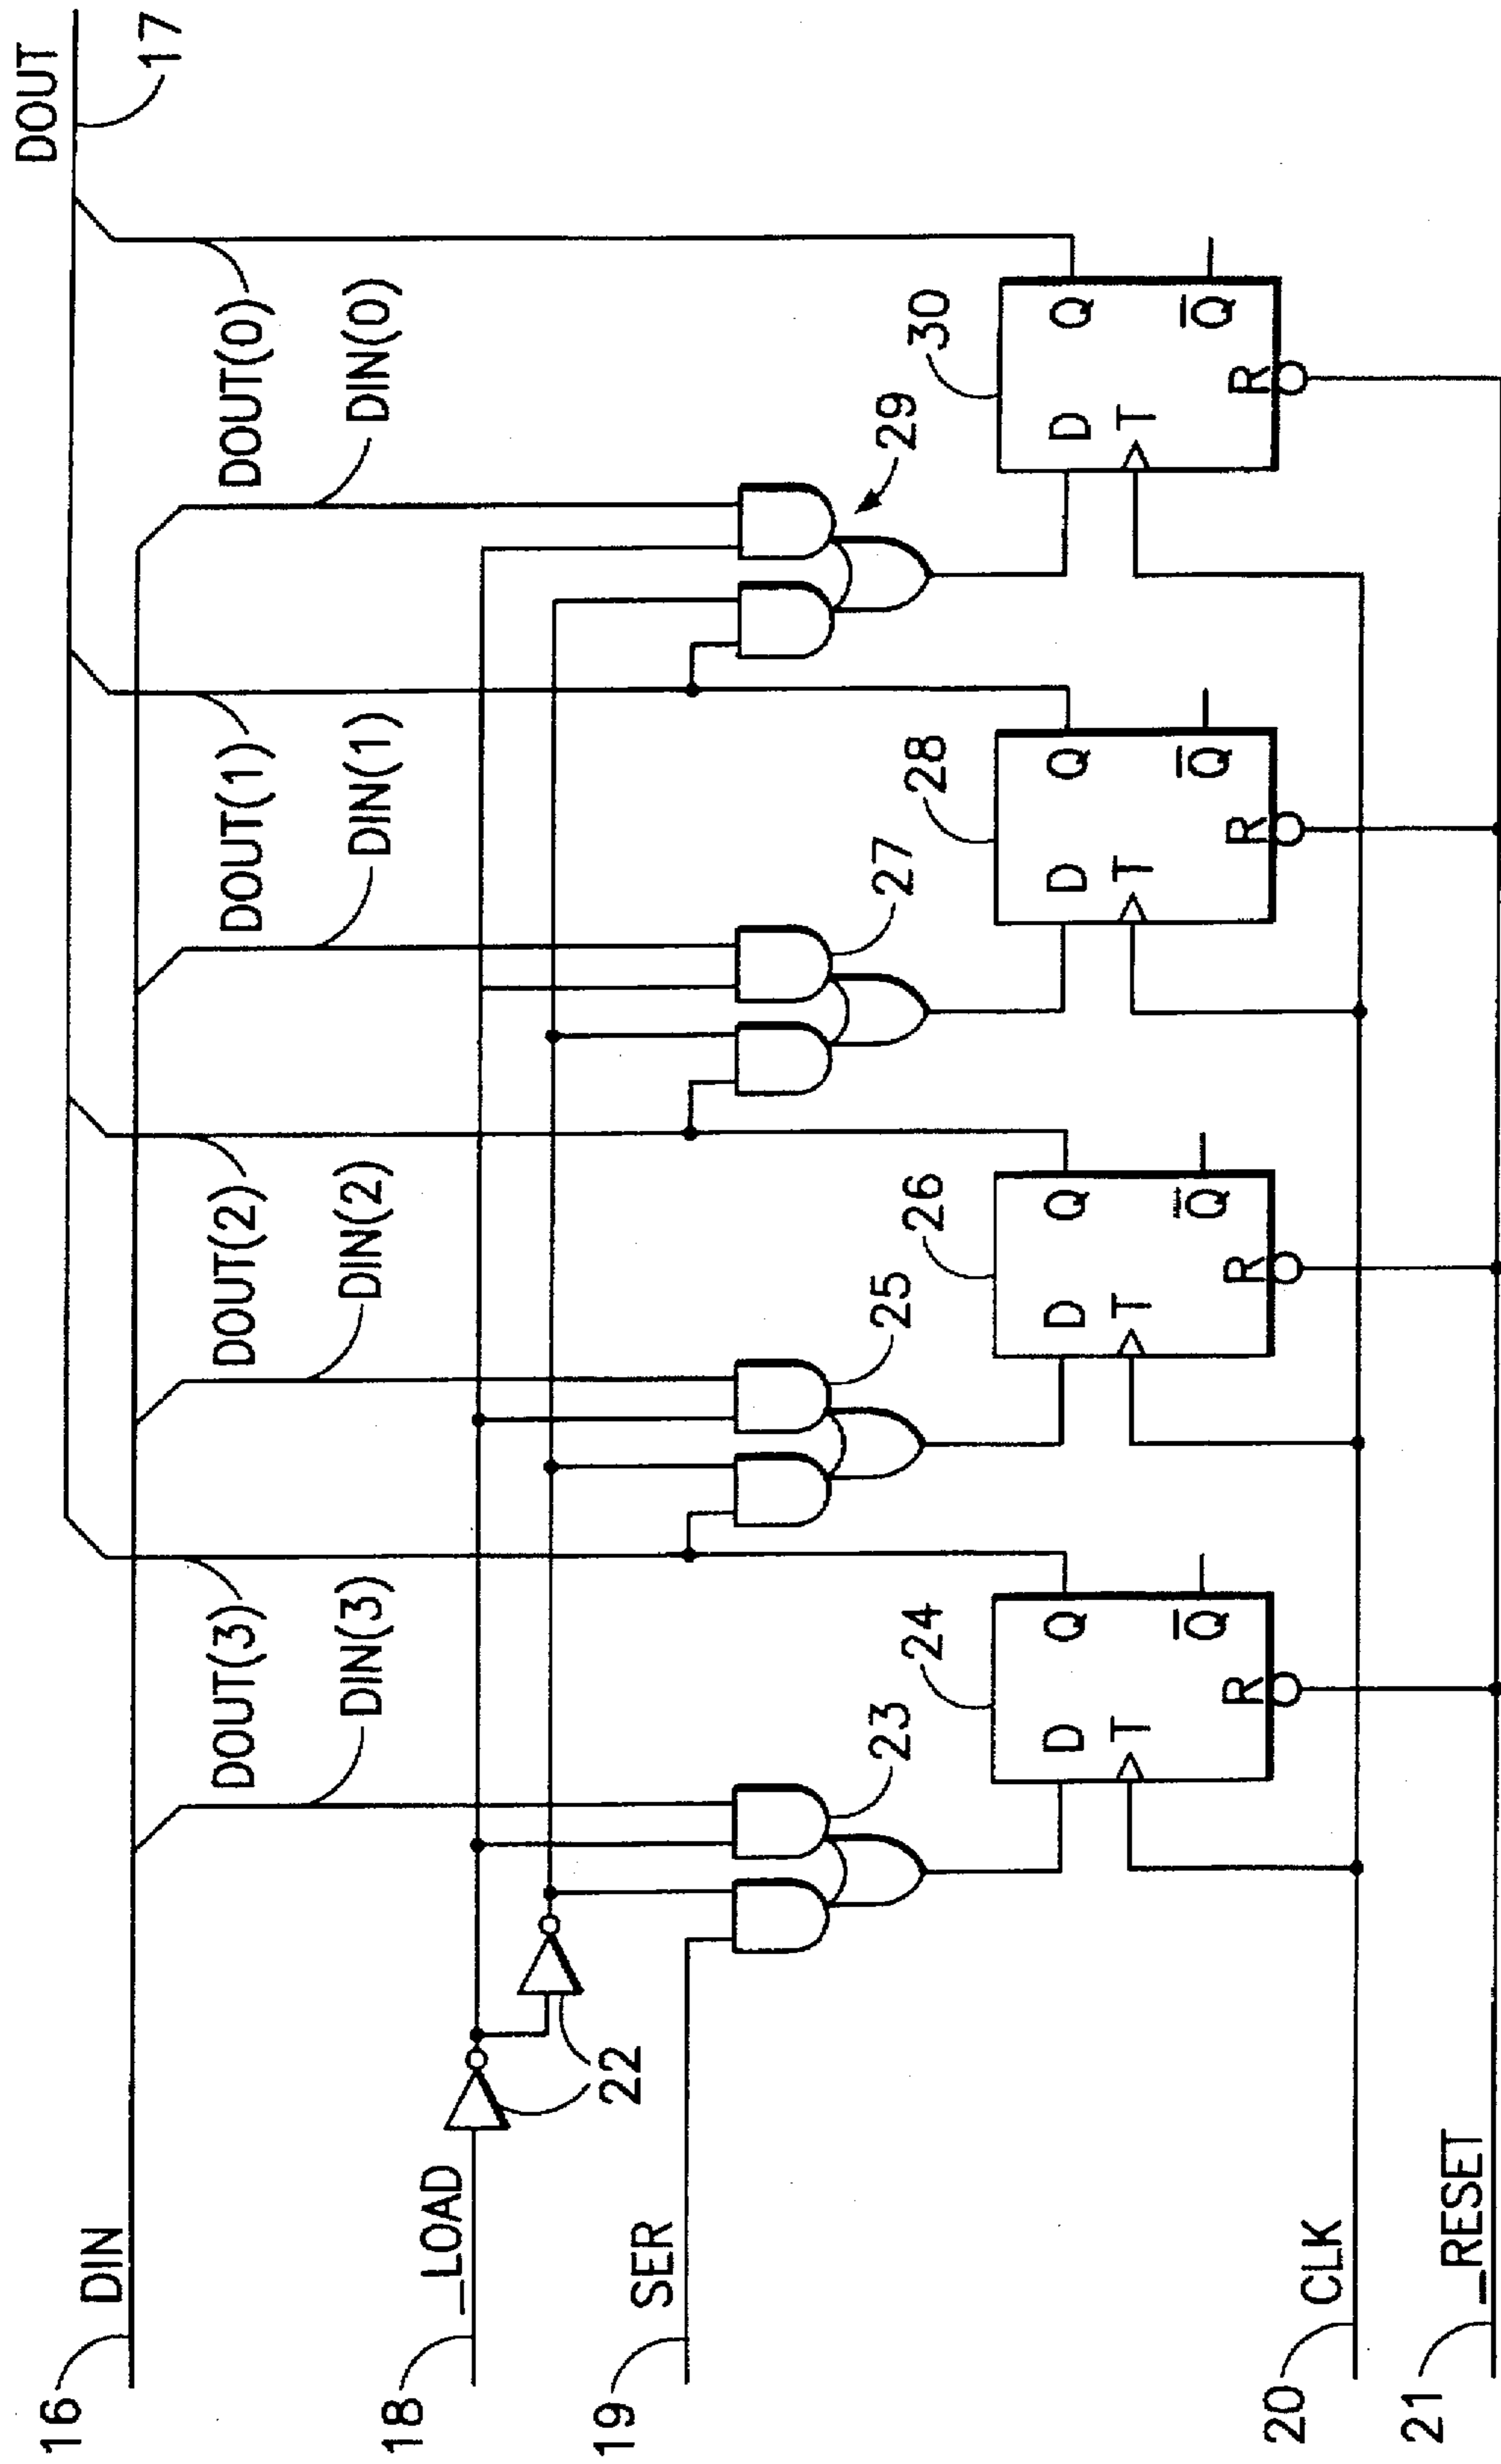 DOUT
17
DOUT(0)
DIN(0)
DOUT(1)
DIN(1)
DOUT(2)
DIN(2)
DOUT(3)
DIN(3)
16
DIN
18
_LOAD
22
19
SER
23
25
27
29
24
D
Q
T
Q̅
R
26
D
Q
T
Q̅
R
28
D
Q
T
Q̅
R
30
D
Q
T
Q̅
R
20
CLK
21
_RESET